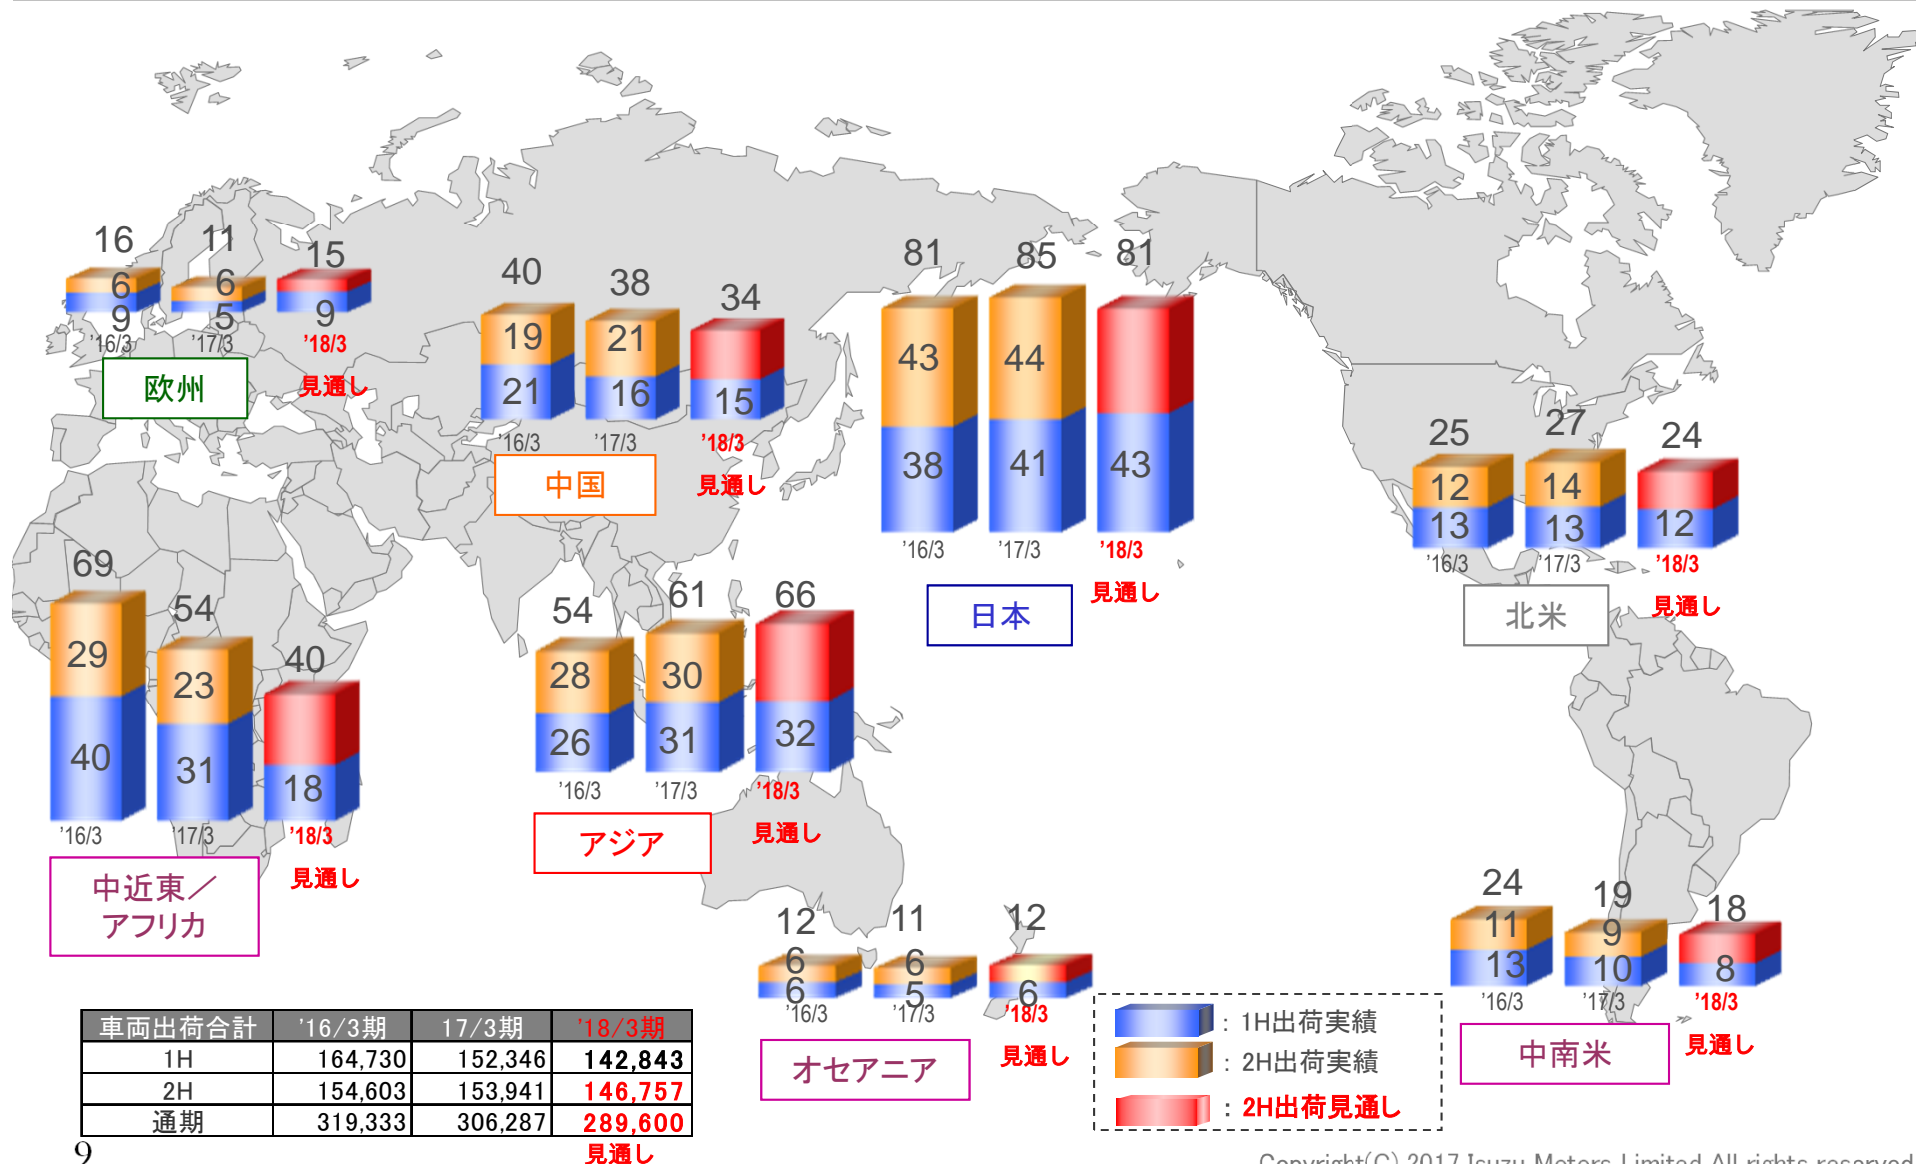 16 11 15
6 6
9 5 9
'16/3 '17/3 '18/3
見通し
欧州
40 38 34
19 21
21 16 15
'16/3 '17/3 '18/3
見通し
中国
81 85 81
43 44
38 41 43
'16/3 '17/3 '18/3
見通し
日本
25 27 24
12 14
13 13 12
'16/3 '17/3 '18/3
見通し
北米
69 54 40
29 23
40 31 18
'16/3 '17/3 '18/3
見通し
中近東／
アフリカ
54 61 66
28 30
26 31 32
'16/3 '17/3 '18/3
見通し
アジア
12 11 12
6 6
6 5 6
'16/3 '17/3 '18/3
見通し
オセアニア
24 19 18
11 9
13 10 8
'16/3 '17/3 '18/3
見通し
中南米
車両出荷合計 '16/3期 17/3期 '18/3期
1H 164,730 152,346 142,843
2H 154,603 153,941 146,757
通期 319,333 306,287 289,600
見通し
：1H出荷実績
：2H出荷実績
：2H出荷見通し
9
Copyright(C) 2017 Isuzu Motors Limited All rights reserved